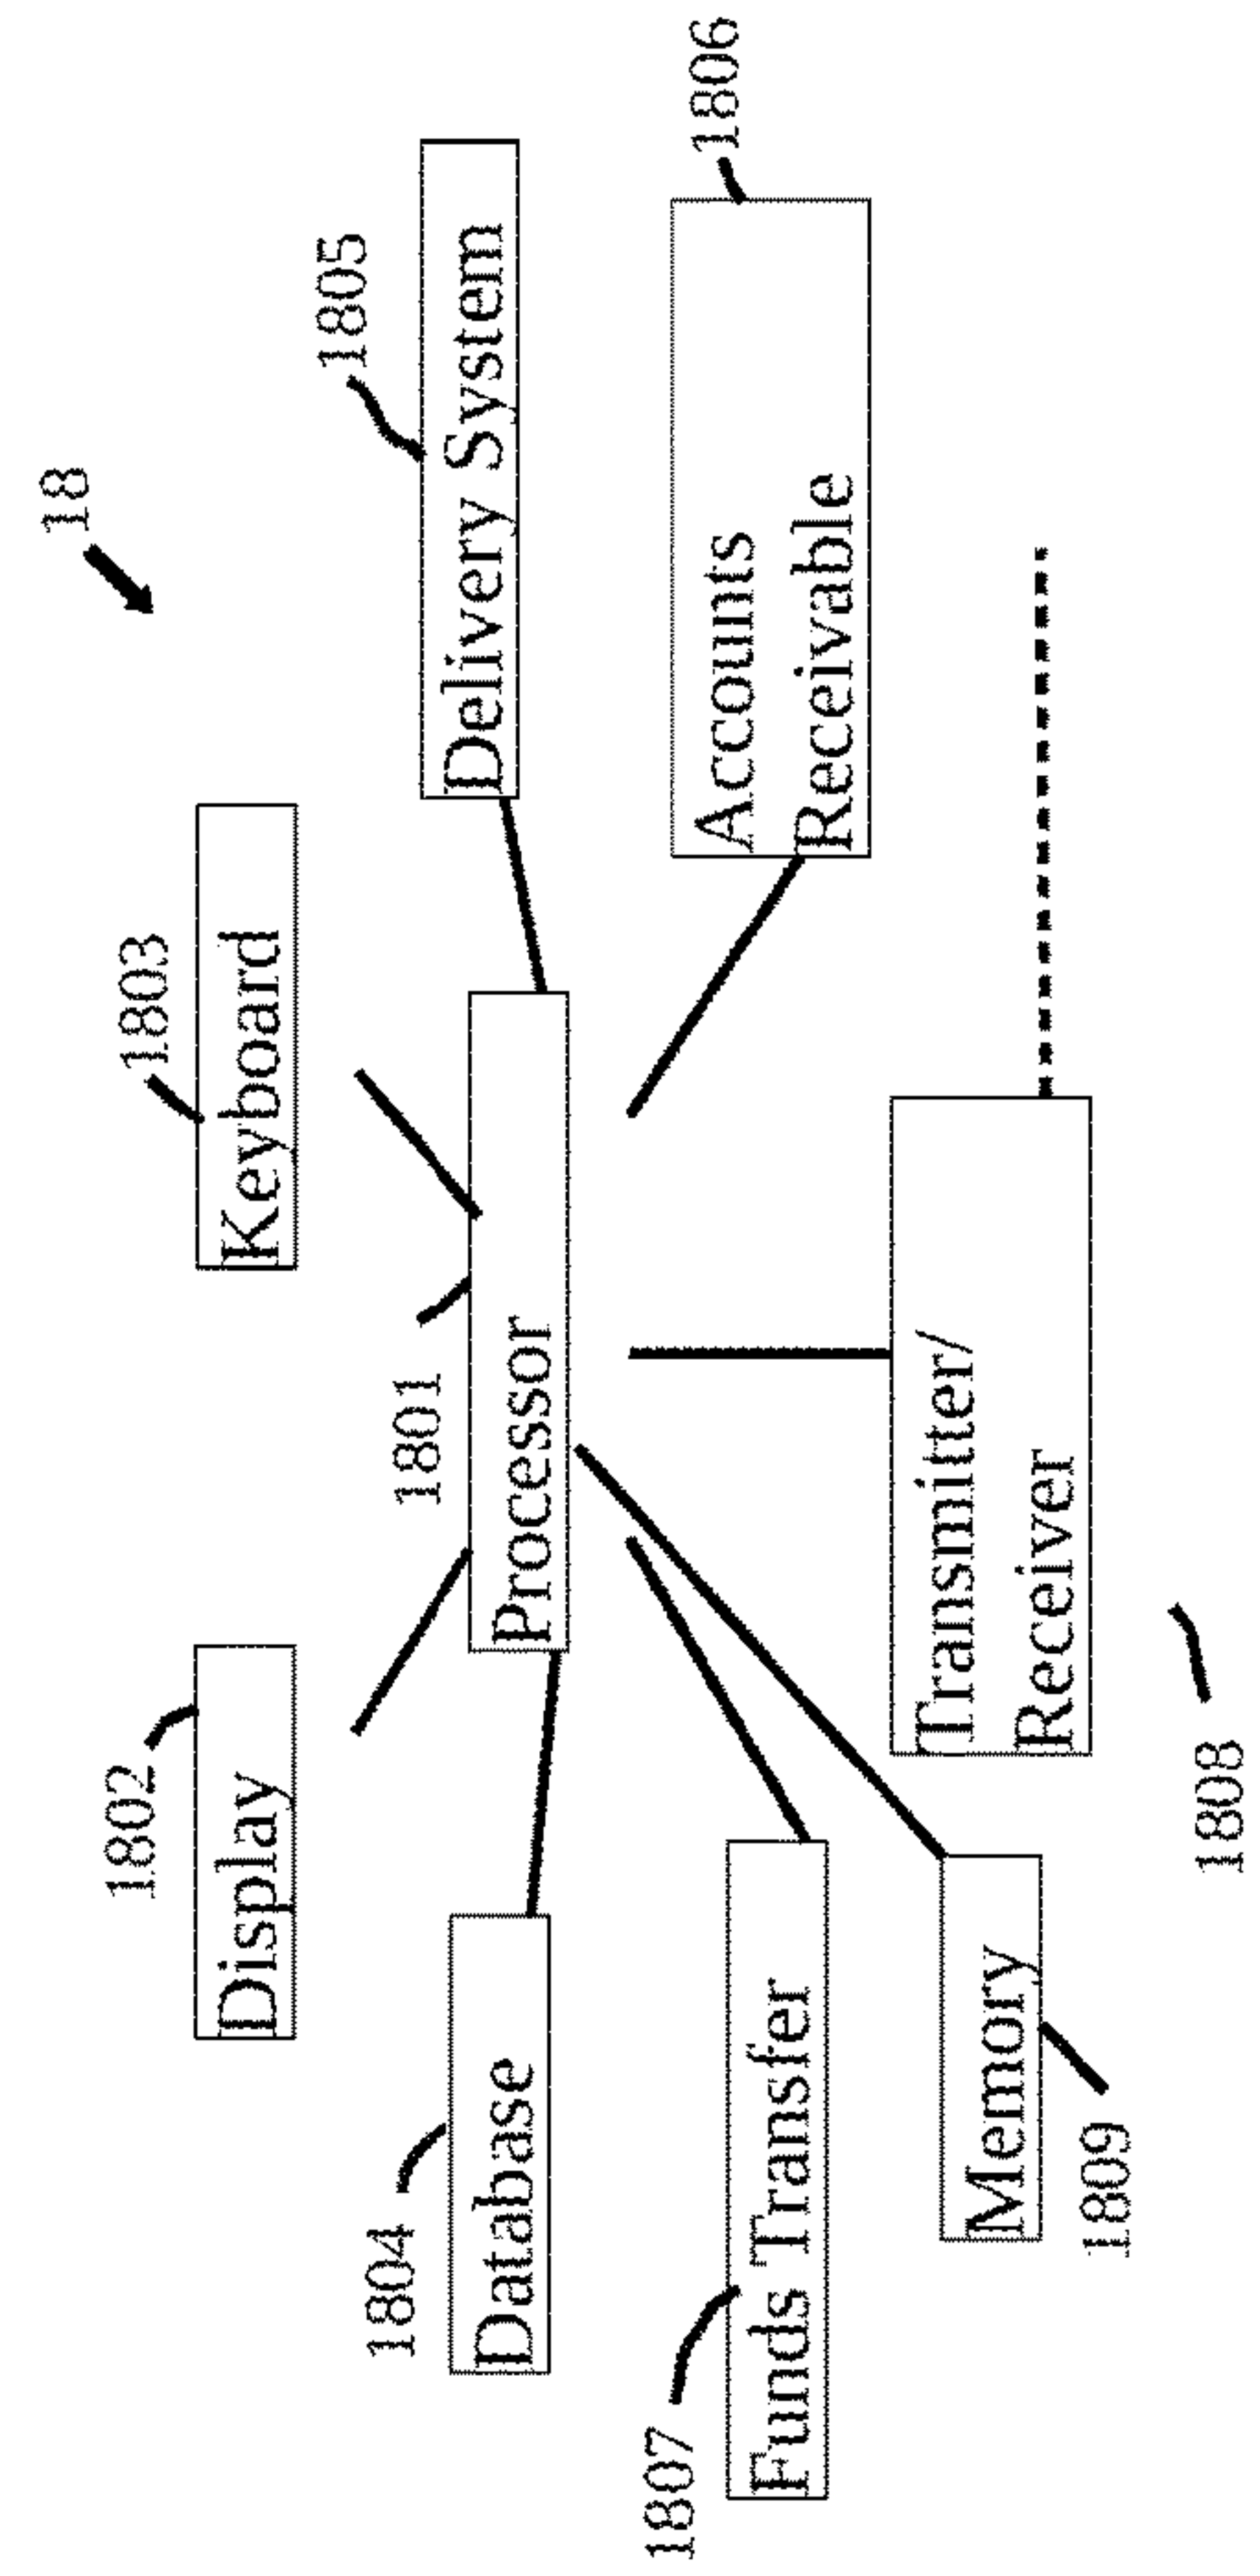 18
1802
1803
Display
Keyboard
1805
1804
1801
Database
Processor
Delivery System
1806
1807
Funds Transfer
Accounts
Receivable
Memory
Transmitter/
Receiver
1809
1808